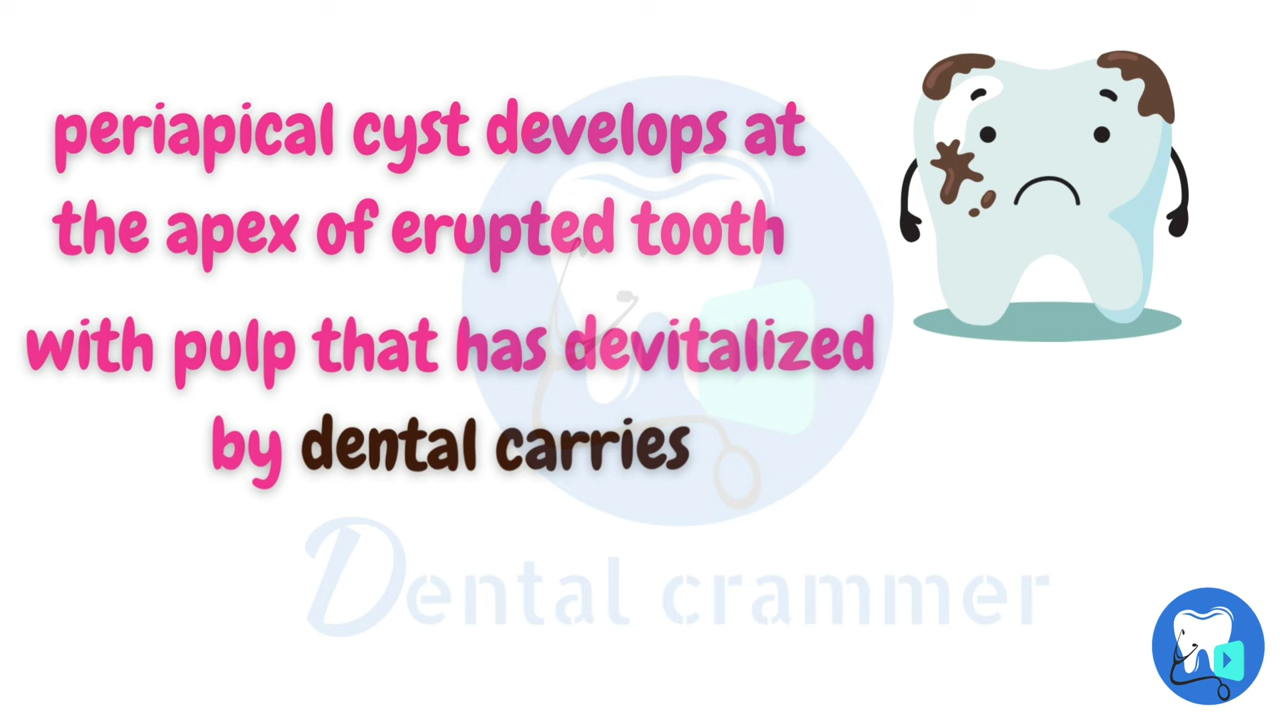 periapical cyst develops at
the apex of erupted tooth
with pulp that has devitalized
by dental carries
Dental crammer